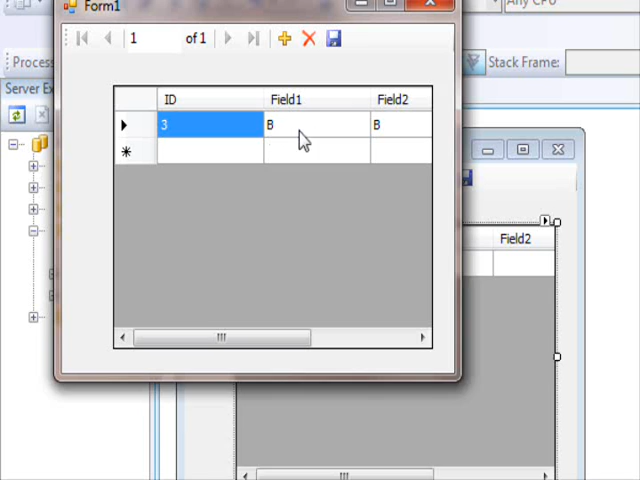 Form1
Any CPU
1 of 1
Process
Stack Frame:
Server Ex
ID Field1 Field2
3 B B
Field2